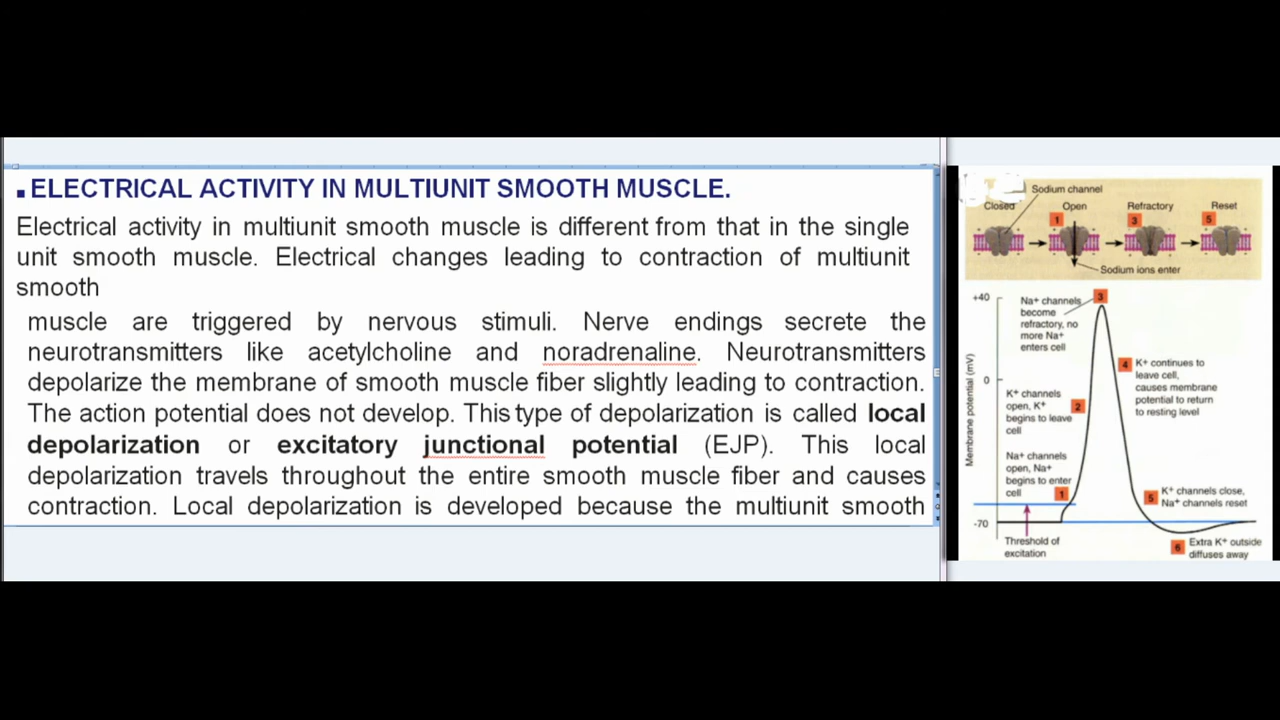 ▪ELECTRICAL ACTIVITY IN MULTIUNIT SMOOTH MUSCLE.
Electrical activity in multiunit smooth muscle is different from that in the single
unit smooth muscle. Electrical changes leading to contraction of multiunit
smooth
muscle are triggered by nervous stimuli. Nerve endings secrete the
neurotransmitters like acetylcholine and noradrenaline. Neurotransmitters
depolarize the membrane of smooth muscle fiber slightly leading to contraction.
The action potential does not develop. This type of depolarization is called local
depolarization or excitatory junctional potential (EJP). This local
depolarization travels throughout the entire smooth muscle fiber and causes
contraction. Local depolarization is developed because the multiunit smooth
Sodium channel
Closed Open Refractory Reset
1 3 5
Sodium ions enter
+40
0
-70
Membrane potential (mV)
Na+ channels
become
refractory, no
more Na+
enters cell
3
4
K+ continues to
leave cell,
causes membrane
potential to return
to resting level
K+ channels
open, K+
begins to leave
cell
2
Na+ channels
open, Na+
begins to enter
cell
1
5
K+ channels close,
Na+ channels reset
Threshold of
excitation
6
Extra K+ outside
diffuses away